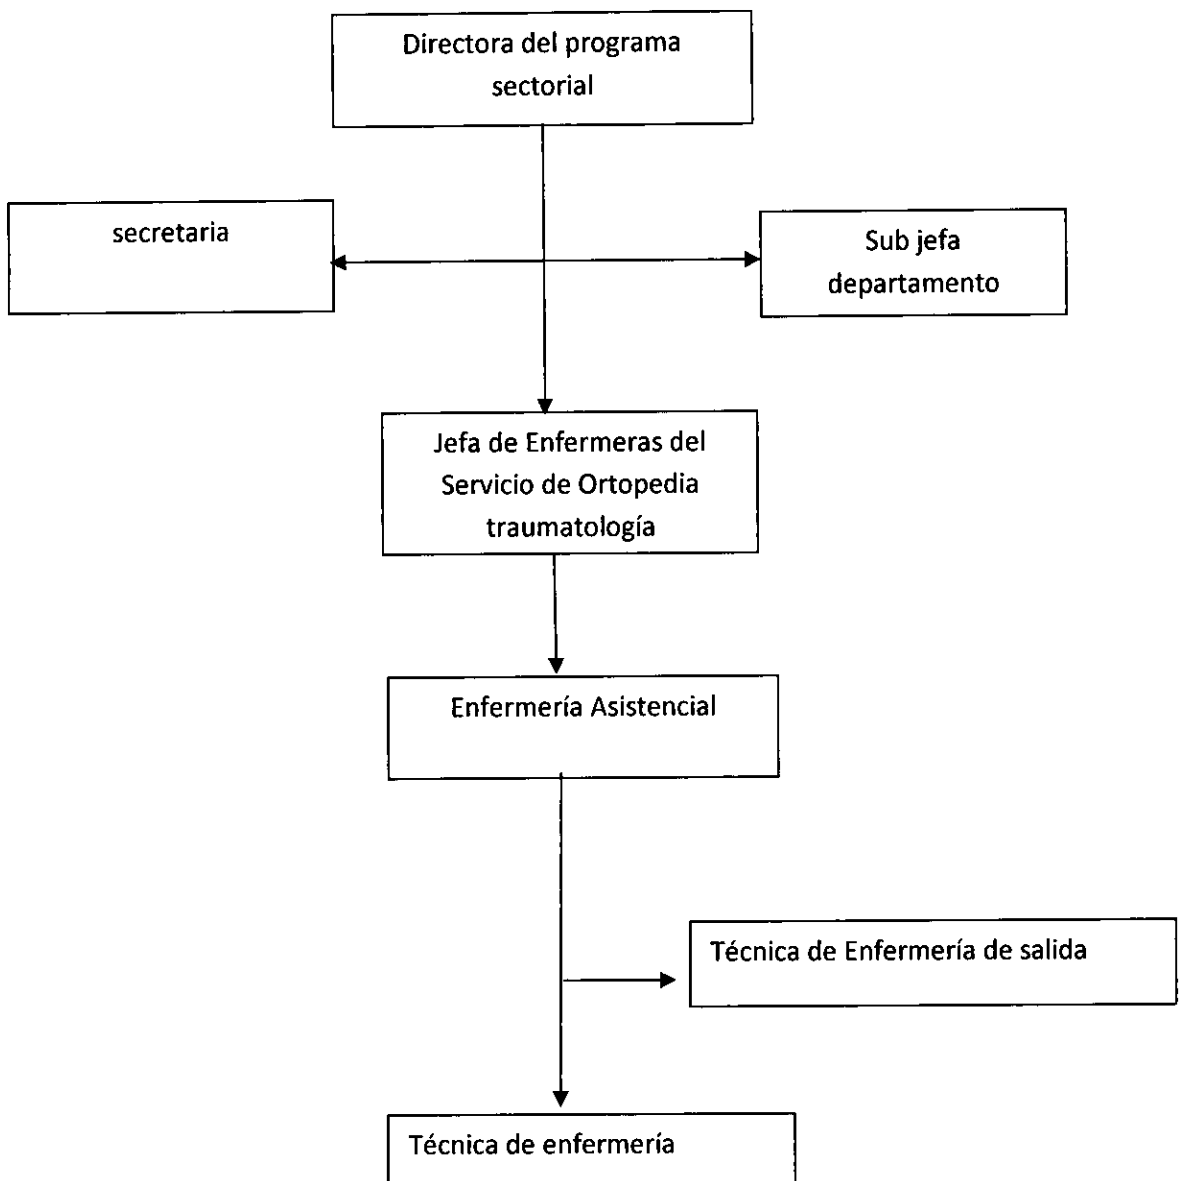 Directora del programa
sectorial
secretaria
Sub jefa
departamento
Jefa de Enfermeras del
Servicio de Ortopedia
traumatología
Enfermería Asistencial
Técnica de Enfermería de salida
Técnica de enfermería